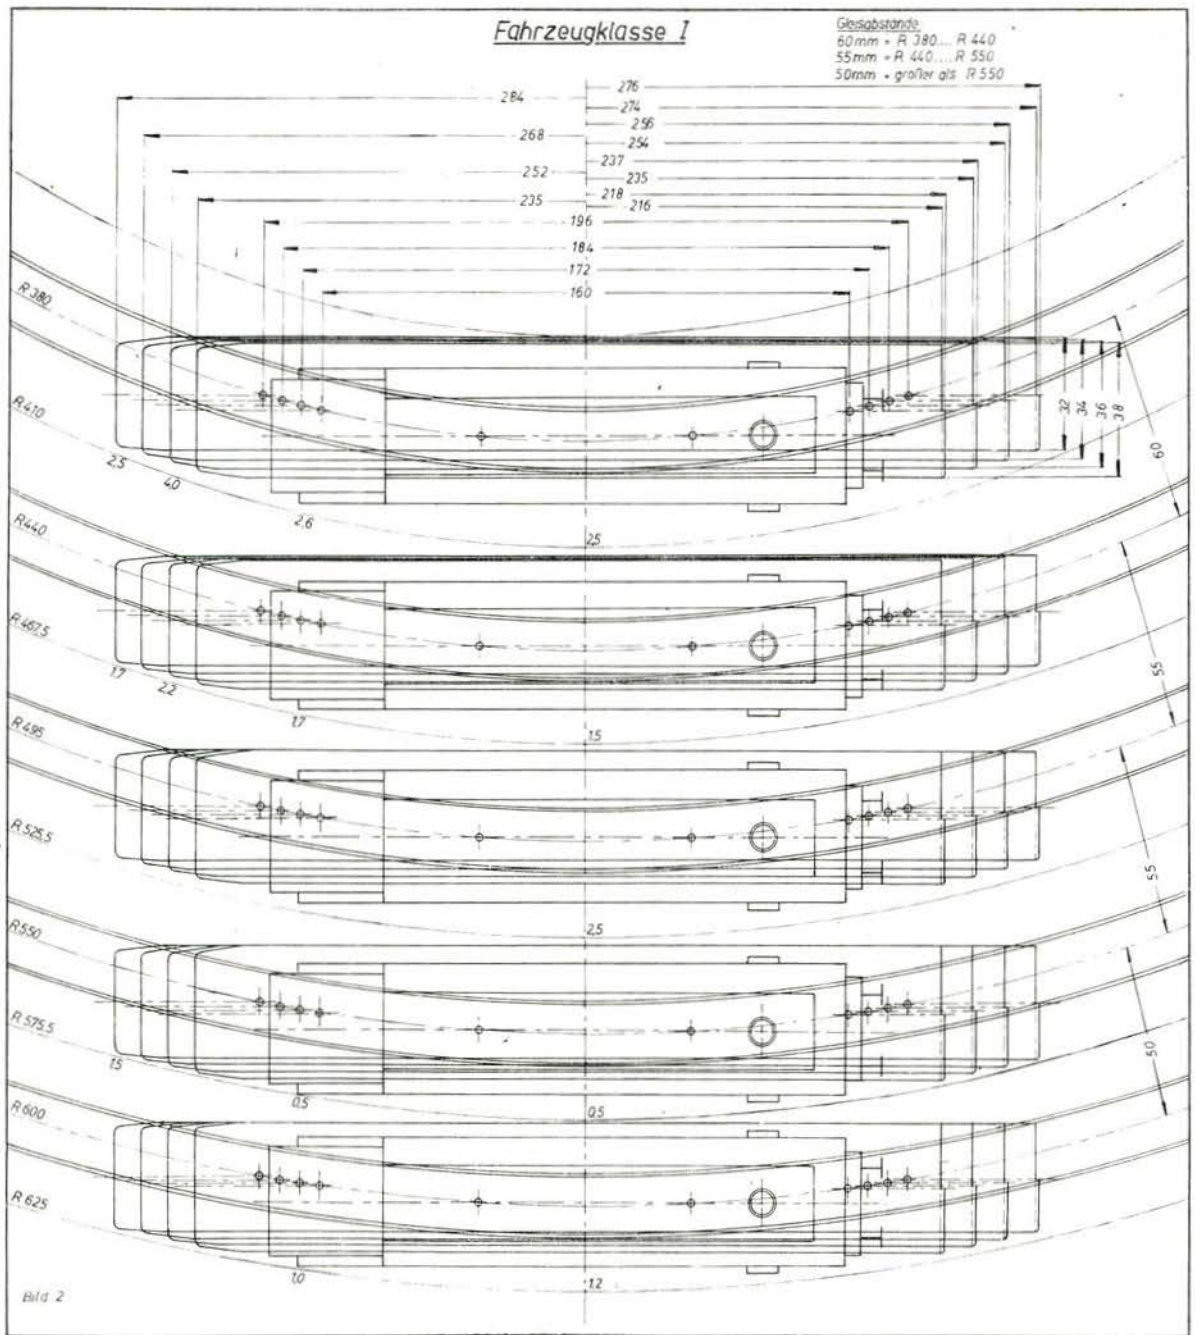 Fahrzeugklasse I
Gleisabstände
60mm - R 380.... R 440
55mm - R 440.... R 550
50mm - größer als R 550
284
276
274
268
256
254
252
237
235
235
218
216
196
184
172
160
R 380
R 410
32
34
36
38
60
2,5
4,0
2,6
2,5
R 440
R 467,5
55
1,7
2,2
1,7
1,5
R 495
R 525,5
55
2,5
R 550
R 575,5
50
1,5
0,5
0,5
R 600
R 625
1,0
1,2
Bild 2